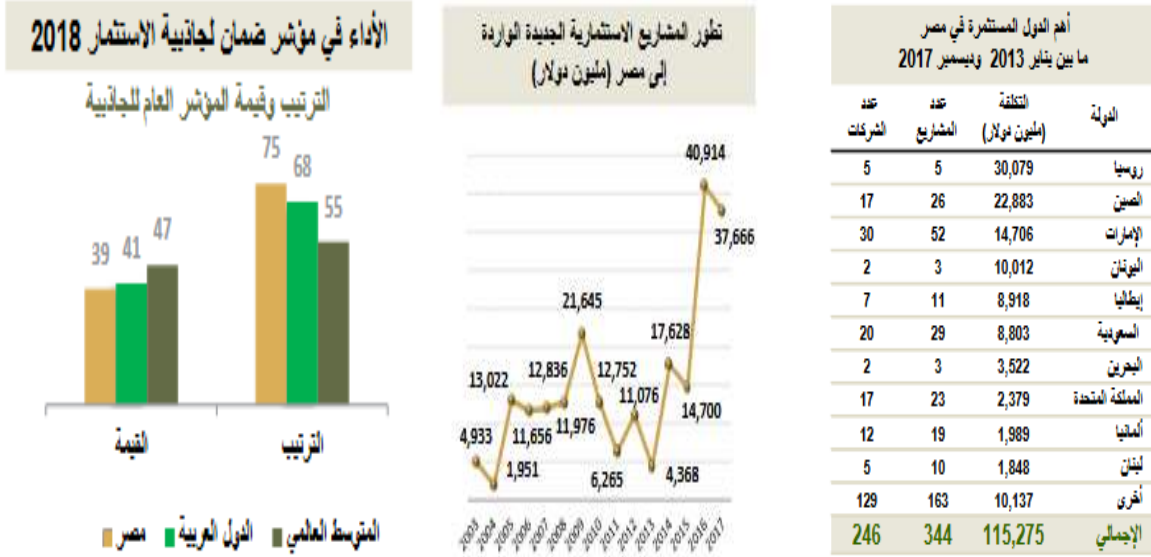 أهم الدول المستثمرة في مصر
ما بين يناير 2013 وديسمبر 2017
الدولة التكلفة (مليون دولار) عدد المشاريع عدد الشركات
روسيا 30,079 5 5
الصين 22,883 26 17
الإمارات 14,706 52 30
اليونان 10,012 3 2
إيطاليا 8,918 11 7
السعودية 8,803 29 20
البحرين 3,522 3 2
المملكة المتحدة 2,379 23 17
ألمانيا 1,989 19 12
لبنان 1,848 10 5
أخرى 10,137 163 129
الإجمالي 115,275 344 246
تطور المشاريع الاستثمارية الجديدة الواردة
إلى مصر (مليون دولار)
40,914
37,666
21,645
17,628
12,836 12,752
13,022
11,076
14,700
11,656 11,976
4,933
1,951
6,265
4,368
2003 2004 2005 2006 2007 2008 2009 2010 2011 2012 2013 2014 2015 2016 2017
الأداء في مؤشر ضمان لجاذبية الاستثمار 2018
الترتيب وقيمة المؤشر العام للجاذبية
75
68
55
47
41
39
الترتيب
القيمة
المتوسط العالمي
الدول العربية
مصر